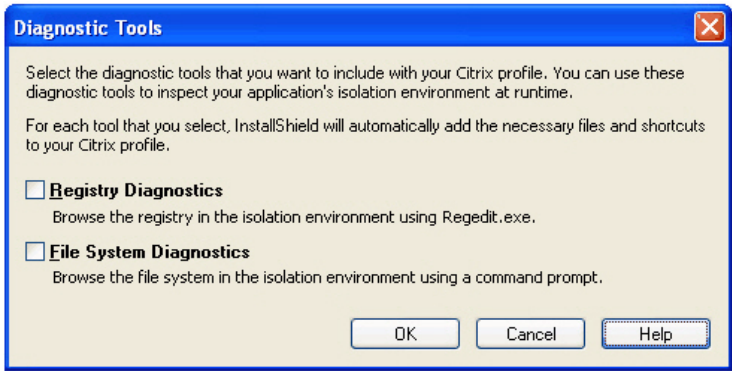 Diagnostic Tools
Select the diagnostic tools that you want to include with your Citrix profile. You can use these
diagnostic tools to inspect your application's isolation environment at runtime.
For each tool that you select, InstallShield will automatically add the necessary files and shortcuts
to your Citrix profile.
Registry Diagnostics
Browse the registry in the isolation environment using Regedit.exe.
File System Diagnostics
Browse the file system in the isolation environment using a command prompt.
OK Cancel Help